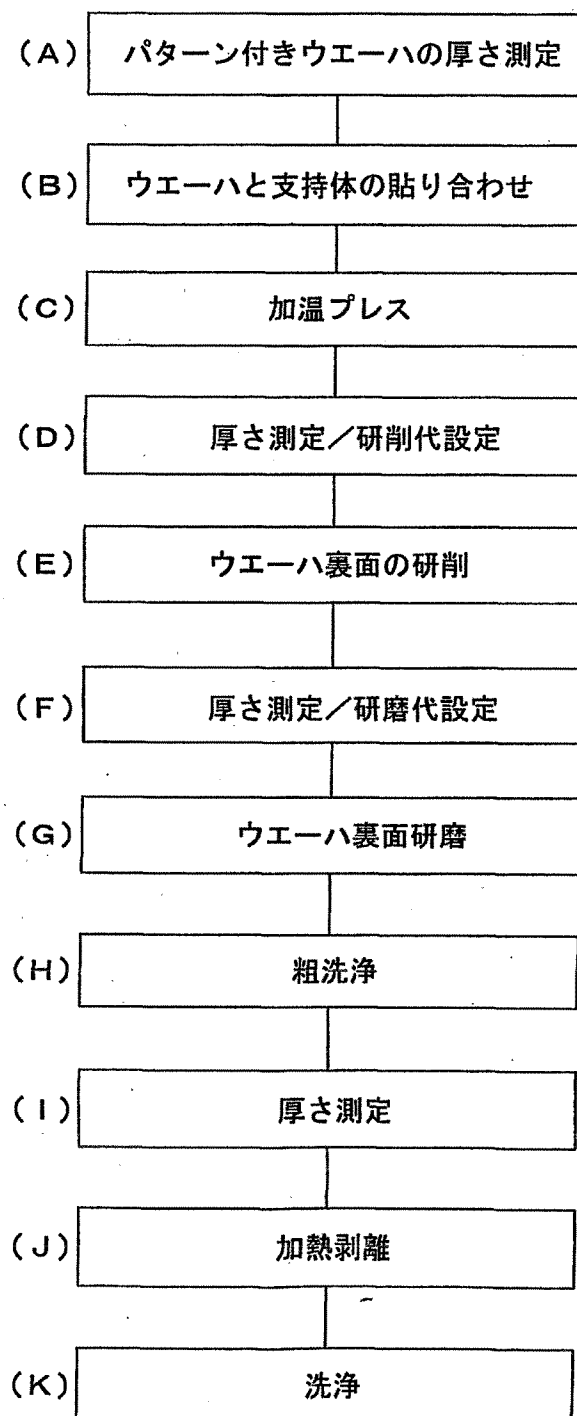 (A) パターン付きウエーハの厚さ測定
(B) ウエーハと支持体の貼り合わせ
(C) 加温プレス
(D) 厚さ測定／研削代設定
(E) ウエーハ裏面の研削
(F) 厚さ測定／研磨代設定
(G) ウエーハ裏面研磨
(H) 粗洗浄
(I) 厚さ測定
(J) 加熱剥離
(K) 洗浄